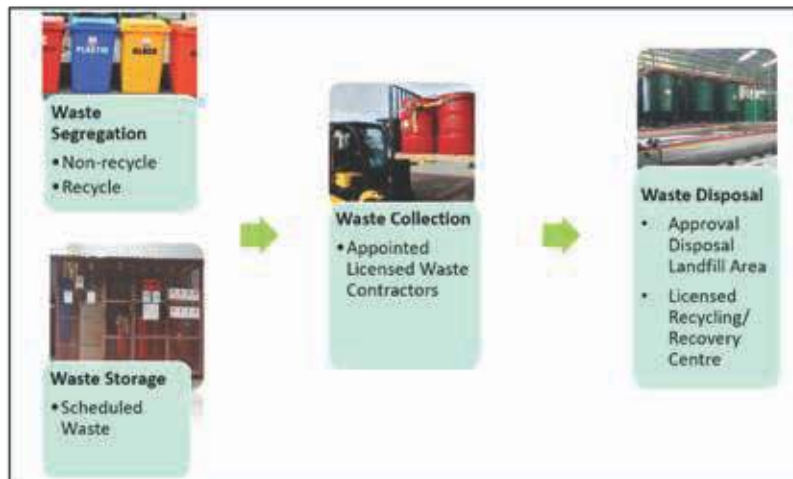 PLASTIC
GLASS
Waste
Segregation
• Non-recycle
• Recycle
Waste Storage
• Scheduled
Waste
Waste Collection
• Appointed
Licensed Waste
Contractors
Waste Disposal
• Approval
Disposal
Landfill Area
• Licensed
Recycling/
Recovery
Centre